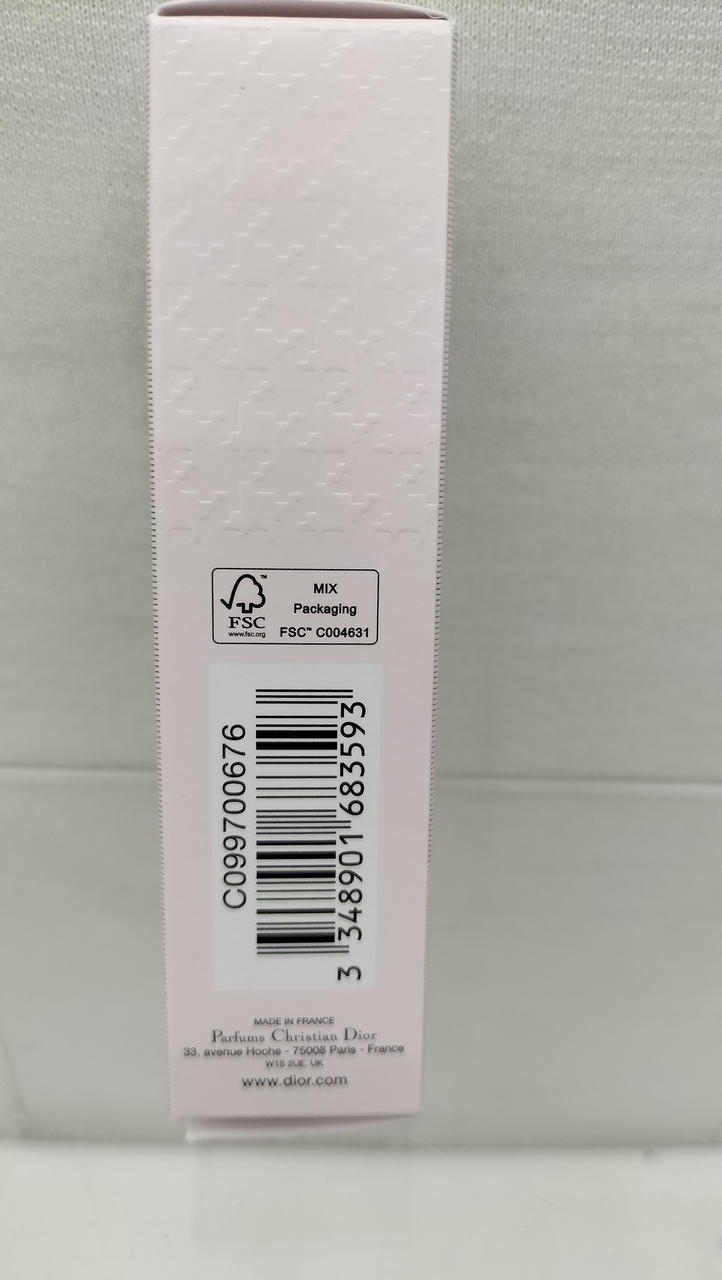 MIX
Packaging
FSC™ C004631
FSC
www.fsc.org
C099700676
3 348901 683593
MADE IN FRANCE
Parfums Christian Dior
33, avenue Hoche - 75008 Paris - France
W1S 2UE, UK
www.dior.com